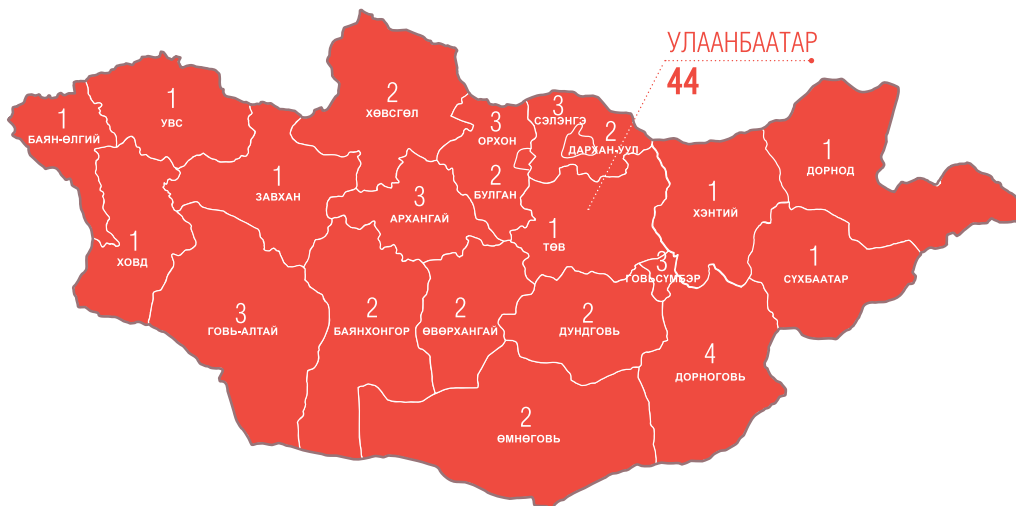 УЛААНБААТАР
44
1
БАЯН-ӨЛГИЙ
1
УВС
2
ХӨВСГӨЛ
3
ОРХОН
3
СЭЛЭНГЭ
2
ДАРХАН-УУЛ
1
ДОРНОД
1
ЗАВХАН
3
АРХАНГАЙ
2
БУЛГАН
1
ТӨВ
1
ХЭНТИЙ
1
ХОВД
3
ГОВЬСҮМБЭР
1
СҮХБААТАР
3
ГОВЬ-АЛТАЙ
2
БАЯНХОНГОР
2
ӨВӨРХАНГАЙ
2
ДУНДГОВЬ
4
ДОРНОГОВЬ
2
ӨМНӨГОВЬ